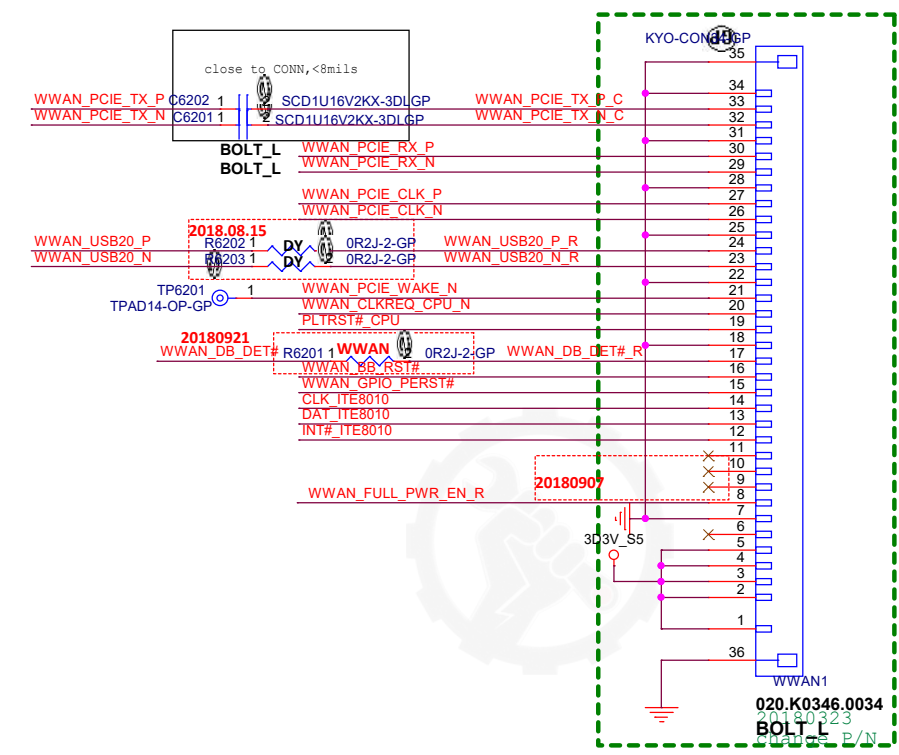 KYO-CON34-GP
35
close to CONN,<8mils
34
WWAN_PCIE_TX_P C6202 1 2 SCD1U16V2KX-3DLGP WWAN_PCIE_TX_P_C 33
WWAN_PCIE_TX_N C6201 1 2 SCD1U16V2KX-3DLGP WWAN_PCIE_TX_N_C 32
31
BOLT_L WWAN_PCIE_RX_P 30
BOLT_L WWAN_PCIE_RX_N 29
28
WWAN_PCIE_CLK_P 27
WWAN_PCIE_CLK_N 26
2018.08.15 25
WWAN_USB20_P R6202 1 DY 0R2J-2-GP WWAN_USB20_P_R 24
WWAN_USB20_N R6203 1 DY 2 0R2J-2-GP WWAN_USB20_N_R 23
22
TP6201 1 WWAN_PCIE_WAKE_N 21
TPAD14-OP-GP WWAN_CLKREQ_CPU_N 20
PLTRST#_CPU 19
20180921 18
WWAN_DB_DET# R6201 1 WWAN 2 0R2J-2-GP WWAN_DB_DET#_R 17
WWAN_BB_RST# 16
WWAN_GPIO_PERST# 15
CLK_ITE8010 14
DAT_ITE8010 13
INT#_ITE8010 12
11
10
20180907 9
WWAN_FULL_PWR_EN_R 8
7
6
3D3V_S5 5
4
3
2
1
36
WWAN1
020.K0346.0034
20180323
BOLT_L
change P/N